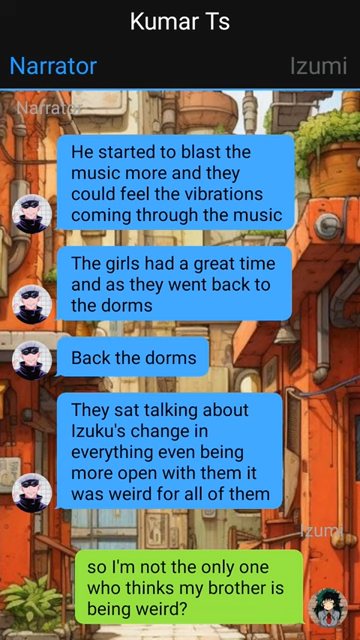 Kumar Ts
Narrator
Izumi
Narrator
He started to blast the
music more and they
could feel the vibrations
coming through the music
The girls had a great time
and as they went back to
the dorms
Back the dorms
They sat talking about
Izuku's change in
everything even being
more open with them it
was weird for all of them
Izumi
so I'm not the only one
who thinks my brother is
being weird?